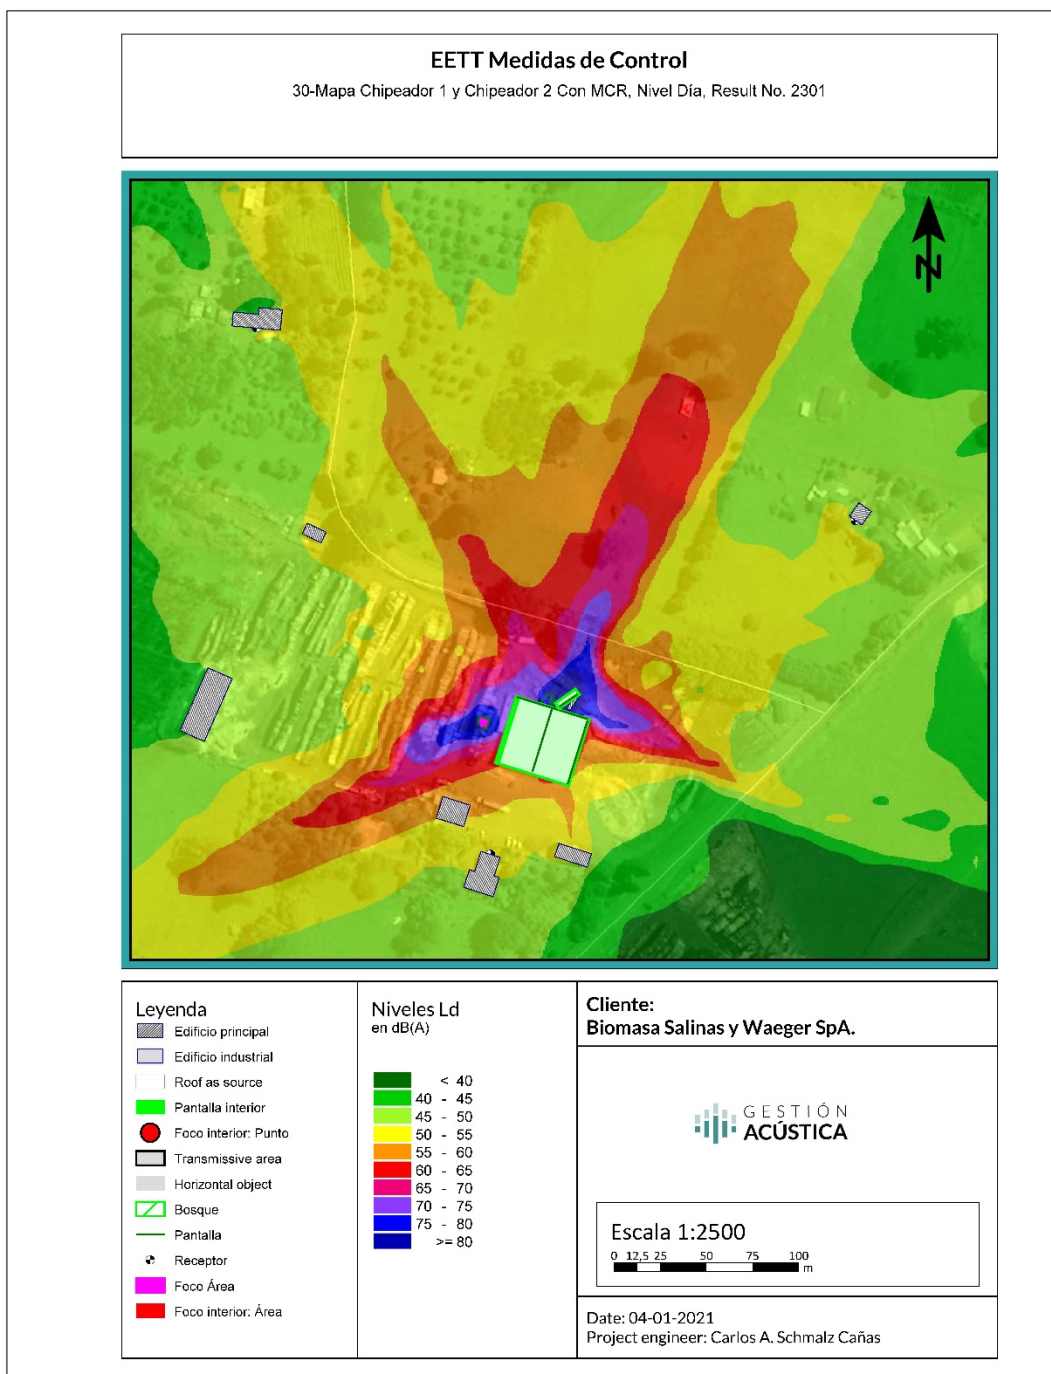 EETT Medidas de Control
30-Mapa Chipeador 1 y Chipeador 2 Con MCR, Nivel Día, Result No. 2301
N
Leyenda
Edificio principal
Edificio industrial
Roof as source
Pantalla interior
Foco interior: Punto
Transmissive area
Horizontal object
Bosque
Pantalla
Receptor
Foco Área
Foco interior: Área
Niveles Ld
en dB(A)
< 40
40 - 45
45 - 50
50 - 55
55 - 60
60 - 65
65 - 70
70 - 75
75 - 80
>= 80
Cliente:
Biomasa Salinas y Waeger SpA.
GESTIÓN
ACÚSTICA
Escala 1:2500
0 12,5 25 50 75 100
m
Date: 04-01-2021
Project engineer: Carlos A. Schmalz Cañas